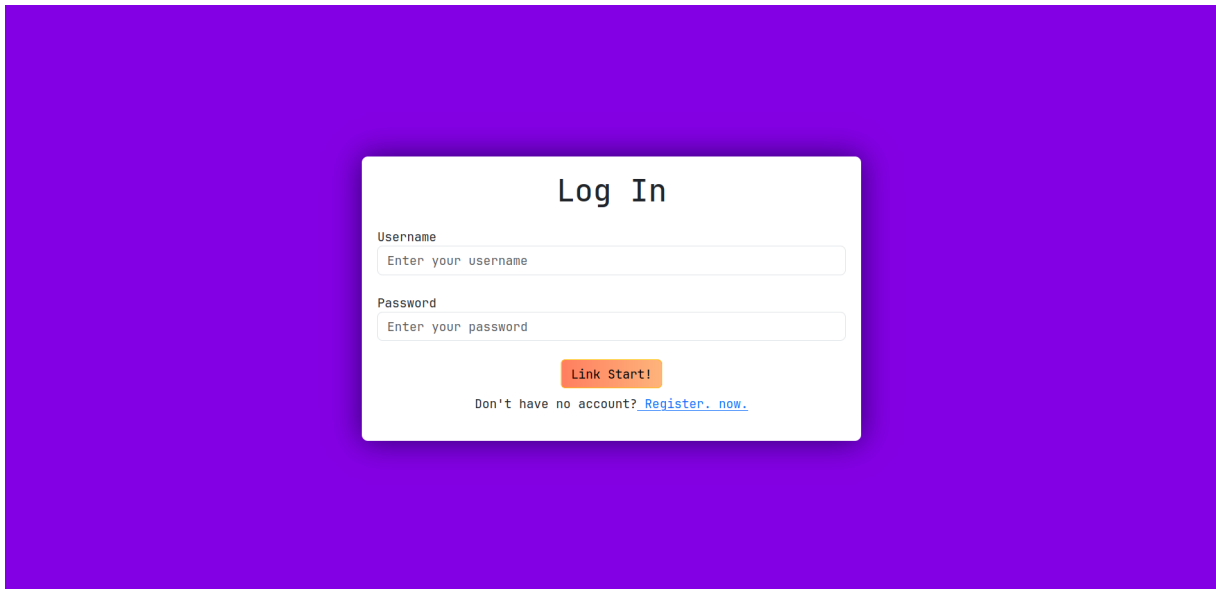 Log In
Username
Enter your username
Password
Enter your password
Link Start!
Don't have no account? Register. now.